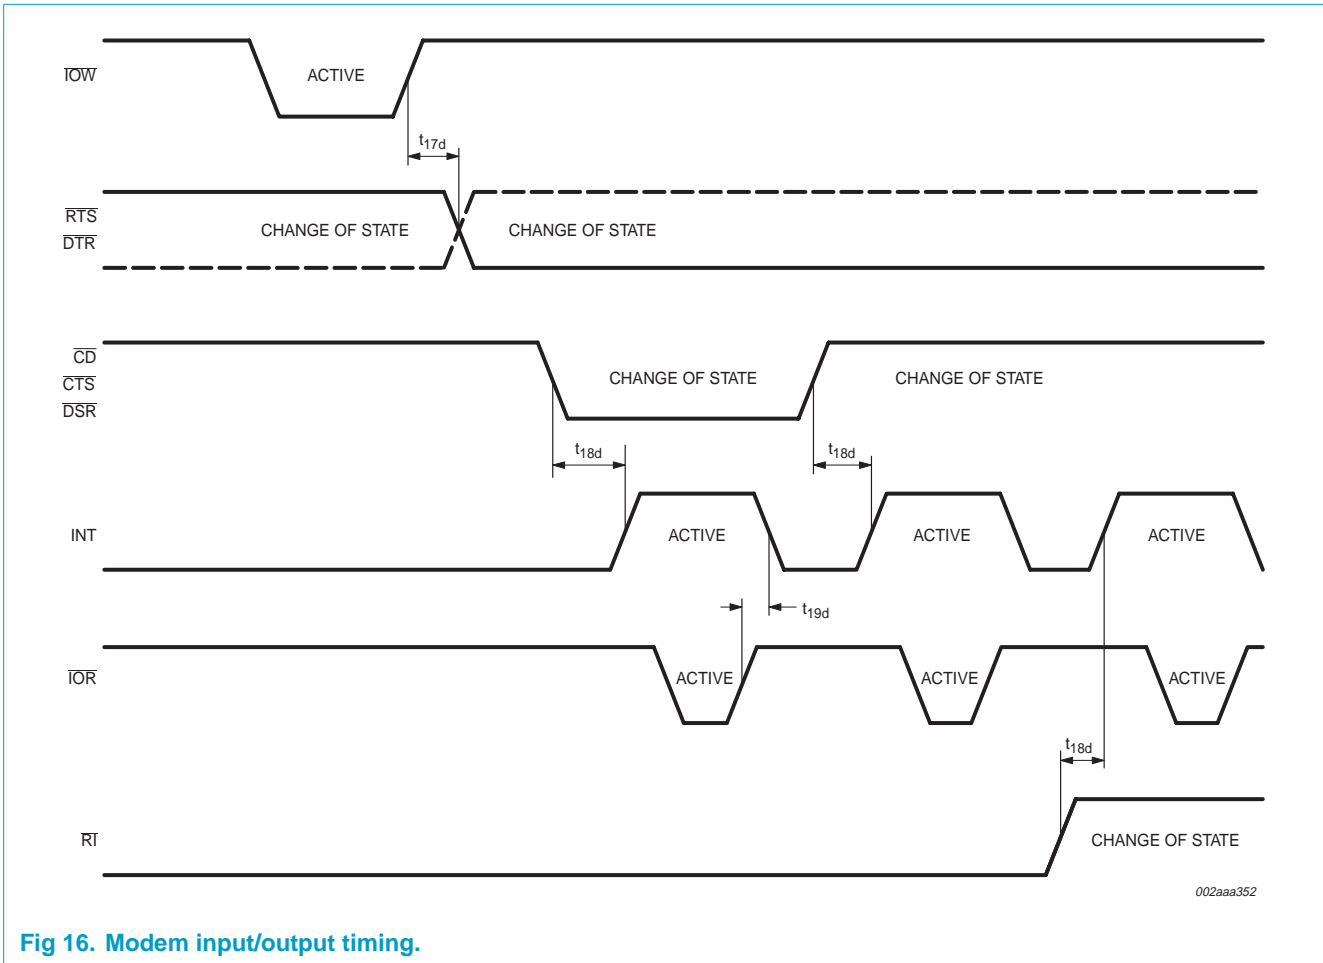 IOW
ACTIVE
t17d
RTS
DTR
CHANGE OF STATE
CHANGE OF STATE
CD
CTS
DSR
CHANGE OF STATE
CHANGE OF STATE
t18d
t18d
INT
ACTIVE
ACTIVE
ACTIVE
t19d
IOR
ACTIVE
ACTIVE
ACTIVE
t18d
RI
CHANGE OF STATE
002aaa352
Fig 16. Modem input/output timing.